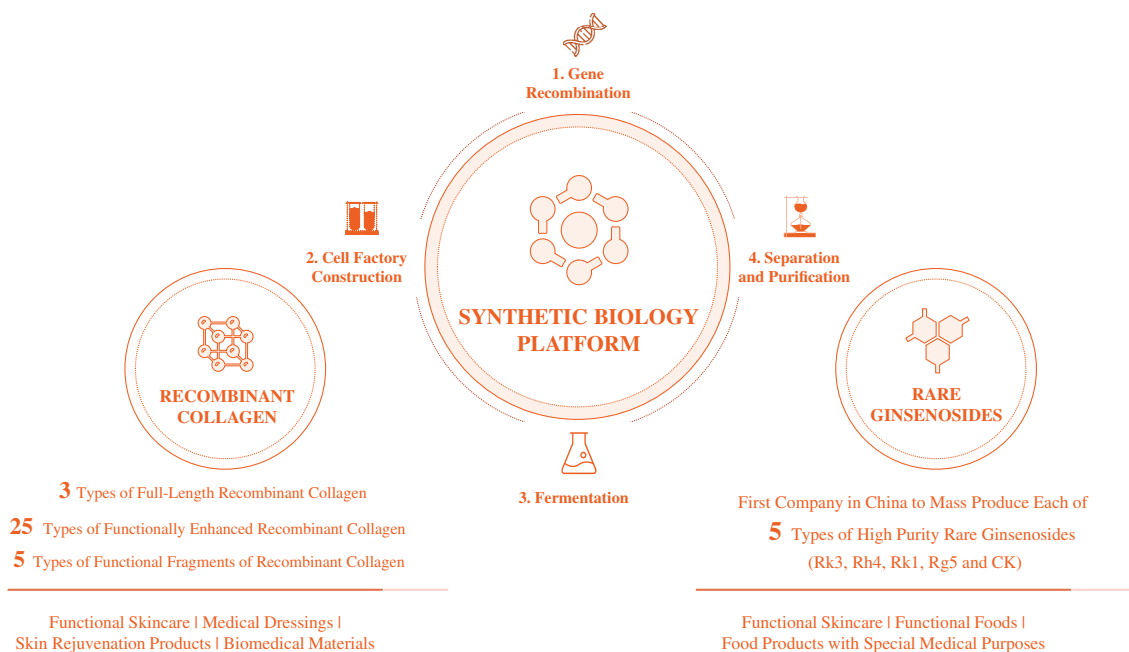 1. Gene
Recombination
2. Cell Factory
Construction
4. Separation
and Purification
SYNTHETIC BIOLOGY
PLATFORM
3. Fermentation
RECOMBINANT
COLLAGEN
3 Types of Full-Length Recombinant Collagen
25 Types of Functionally Enhanced Recombinant Collagen
5 Types of Functional Fragments of Recombinant Collagen
Functional Skincare | Medical Dressings |
Skin Rejuvenation Products | Biomedical Materials
RARE
GINSENOSIDES
First Company in China to Mass Produce Each of
5 Types of High Purity Rare Ginsenosides
(Rk3, Rh4, Rk1, Rg5 and CK)
Functional Skincare | Functional Foods |
Food Products with Special Medical Purposes